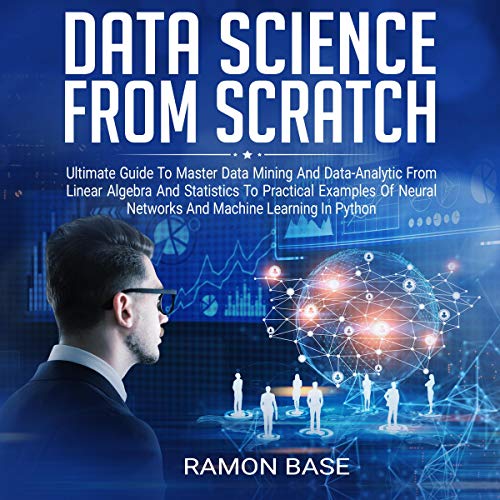 DATA SCIENCE
FROM SCRATCH
Ultimate Guide To Master Data Mining And Data-Analytic From
Linear Algebra And Statistics To Practical Examples Of Neural
Networks And Machine Learning In Python
RAMON BASE